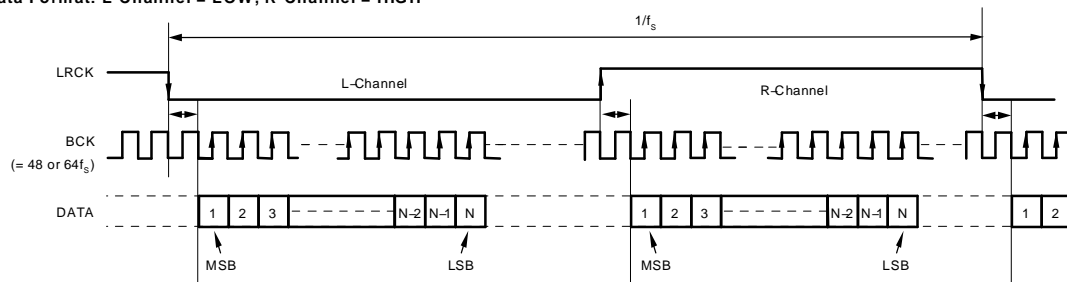 ata Format: L-Channel = LOW, R-Channel = HIGH
1/fS
LRCK
L–Channel
R–Channel
BCK
(= 48 or 64fS)
DATA
1 2 3 N–2 N–1 N 1 2 3 N–2 N–1 N 1 2
MSB LSB MSB LSB